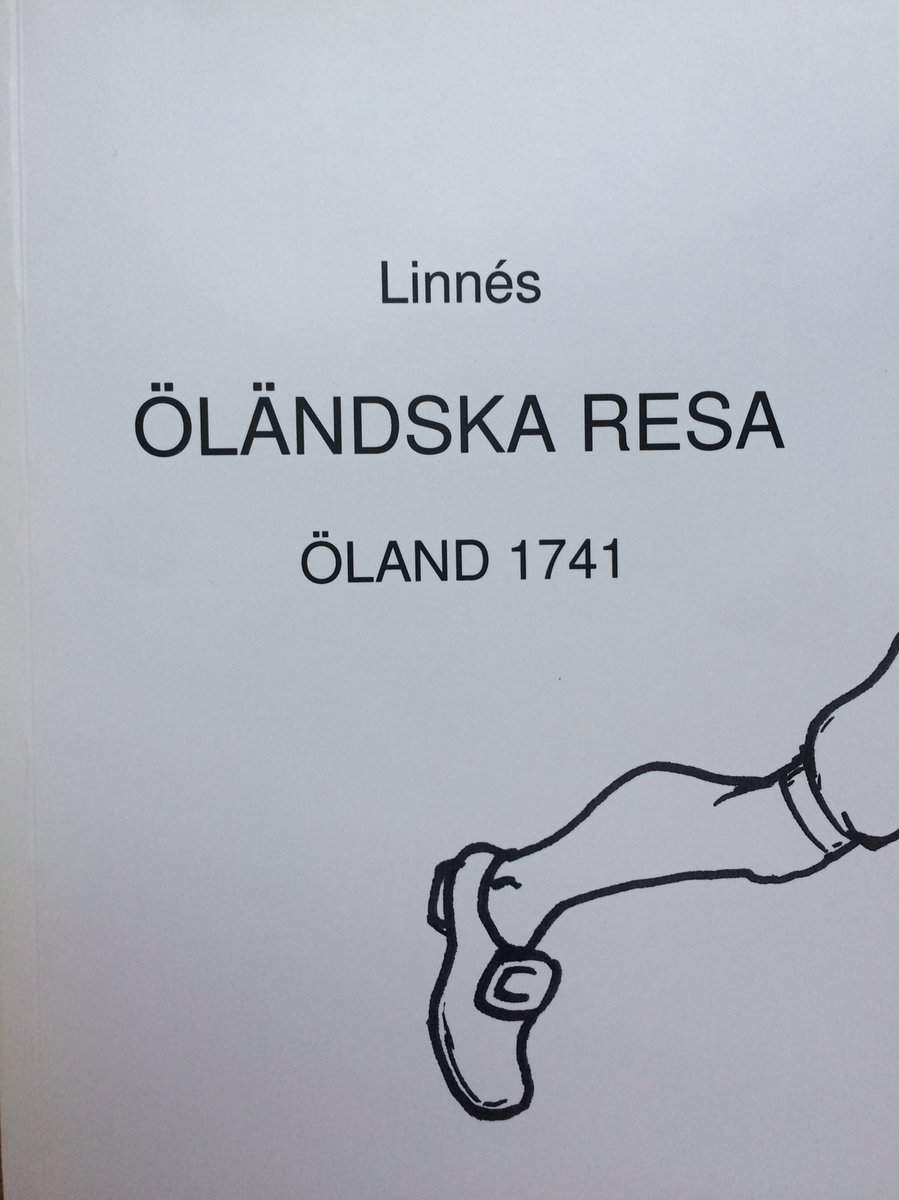 Linnés
ÖLÄNDSKA RESA
ÖLAND 1741